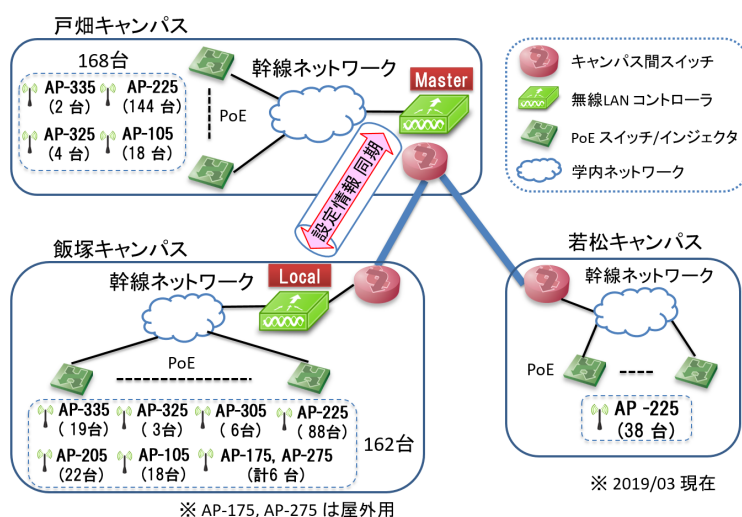 戸畑キャンパス
168台
AP-335
(2 台)
AP-225
(144 台)
AP-325
(4 台)
AP-105
(18 台)
PoE
幹線ネットワーク
Master
設定情報 同期
キャンパス間スイッチ
無線LAN コントローラ
PoE スイッチ/インジェクタ
学内ネットワーク
飯塚キャンパス
幹線ネットワーク
Local
PoE
AP-335
( 19台)
AP-325
( 3台)
AP-305
( 6台)
AP-225
( 88台)
AP-205
(22台)
AP-105
(18台)
AP-175, AP-275
(計6 台)
162台
※ AP-175, AP-275 は屋外用
若松キャンパス
幹線ネットワーク
PoE
AP -225
(38 台)
※ 2019/03 現在